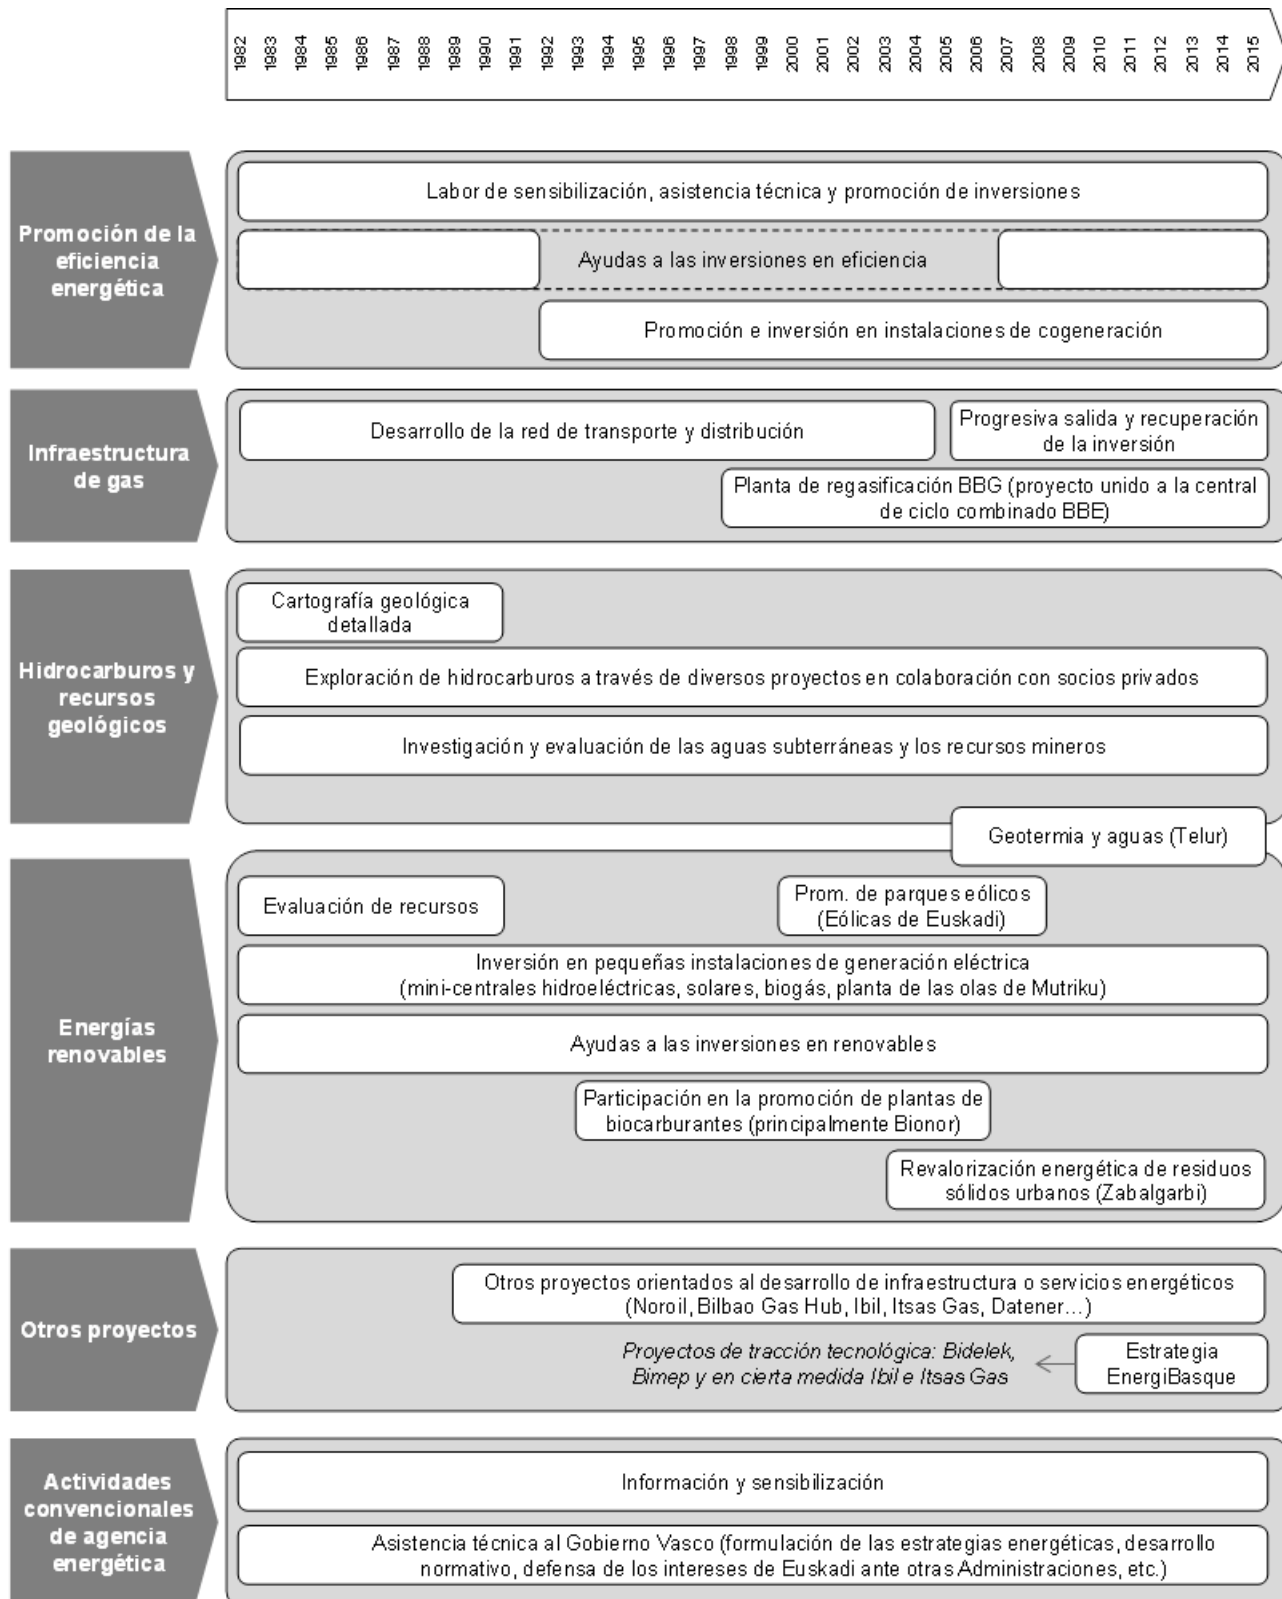 1982 1983 1984 1985 1986 1987 1988 1989 1990 1991 1992 1993 1994 1995 1996 1997 1998 1999 2000 2001 2002 2003 2004 2005 2006 2007 2008 2009 2010 2011 2012 2013 2014 2015
Promoción de la
eficiencia
energética
Labor de sensibilización, asistencia técnica y promoción de inversiones
Ayudas a las inversiones en eficiencia
Promoción e inversión en instalaciones de cogeneración
Infraestructura
de gas
Desarrollo de la red de transporte y distribución
Progresiva salida y recuperación
de la inversión
Planta de regasificación BBG (proyecto unido a la central
de ciclo combinado BBE)
Hidrocarburos y
recursos
geológicos
Cartografía geológica
detallada
Exploración de hidrocarburos a través de diversos proyectos en colaboración con socios privados
Investigación y evaluación de las aguas subterráneas y los recursos mineros
Geotermia y aguas (Telur)
Energías
renovables
Evaluación de recursos
Prom. de parques eólicos
(Eólicas de Euskadi)
Inversión en pequeñas instalaciones de generación eléctrica
(mini-centrales hidroeléctricas, solares, biogás, planta de las olas de Mutriku)
Ayudas a las inversiones en renovables
Participación en la promoción de plantas de
biocarburantes (principalmente Bionor)
Revalorización energética de residuos
sólidos urbanos (Zabalgarbi)
Otros proyectos
Otros proyectos orientados al desarrollo de infraestructura o servicios energéticos
(Noroil, Bilbao Gas Hub, Ibil, Itsas Gas, Datener...)
Proyectos de tracción tecnológica: Bidelek,
Bimep y en cierta medida Ibil e Itsas Gas
Estrategia
EnergiBasque
Actividades
convencionales
de agencia
energética
Información y sensibilización
Asistencia técnica al Gobierno Vasco (formulación de las estrategias energéticas, desarrollo
normativo, defensa de los intereses de Euskadi ante otras Administraciones, etc.)